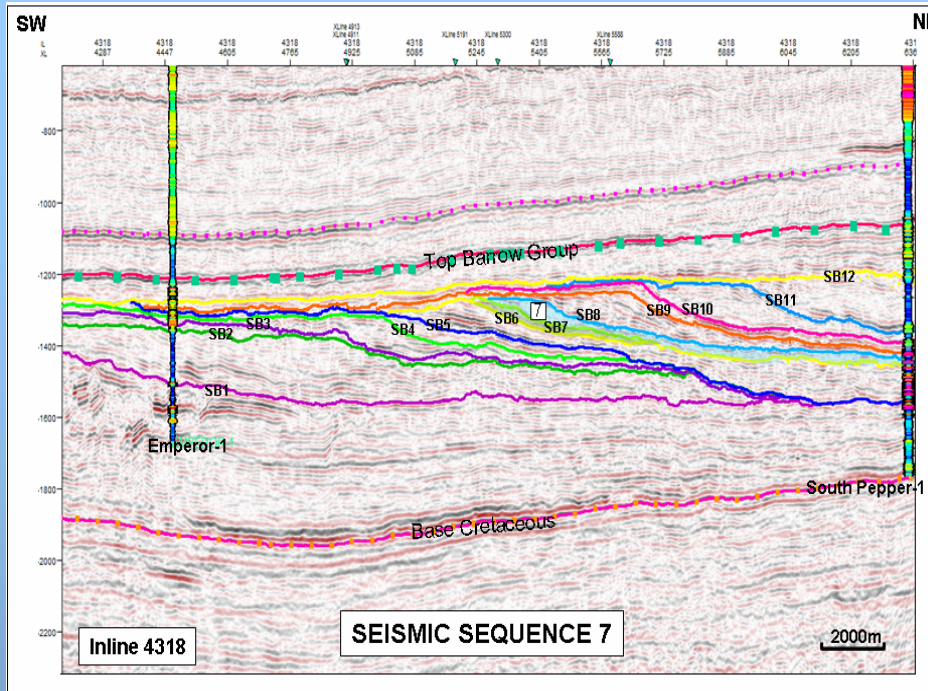 SW
NE
XLine 4913
XLine 4911 XLine 5191 XLine 5300 XLine 5588
IL 4318 4318 4318 4318 4318 4318 4318 4318 4318 4318 4318 4318 4318 431
XL 4287 4447 4605 4765 4925 5085 5245 5405 5565 5725 5885 6045 6205 636
-800
-1000
Top Barrow Group
-1200
SB12
SB11
SB10
SB9
7
SB8
SB7
SB6
SB5
SB4
SB3
SB2
-1400
SB1
-1600
Emperor-1
South Pepper-1
-1800
Base Cretaceous
-2000
-2200
Inline 4318
SEISMIC SEQUENCE 7
2000m